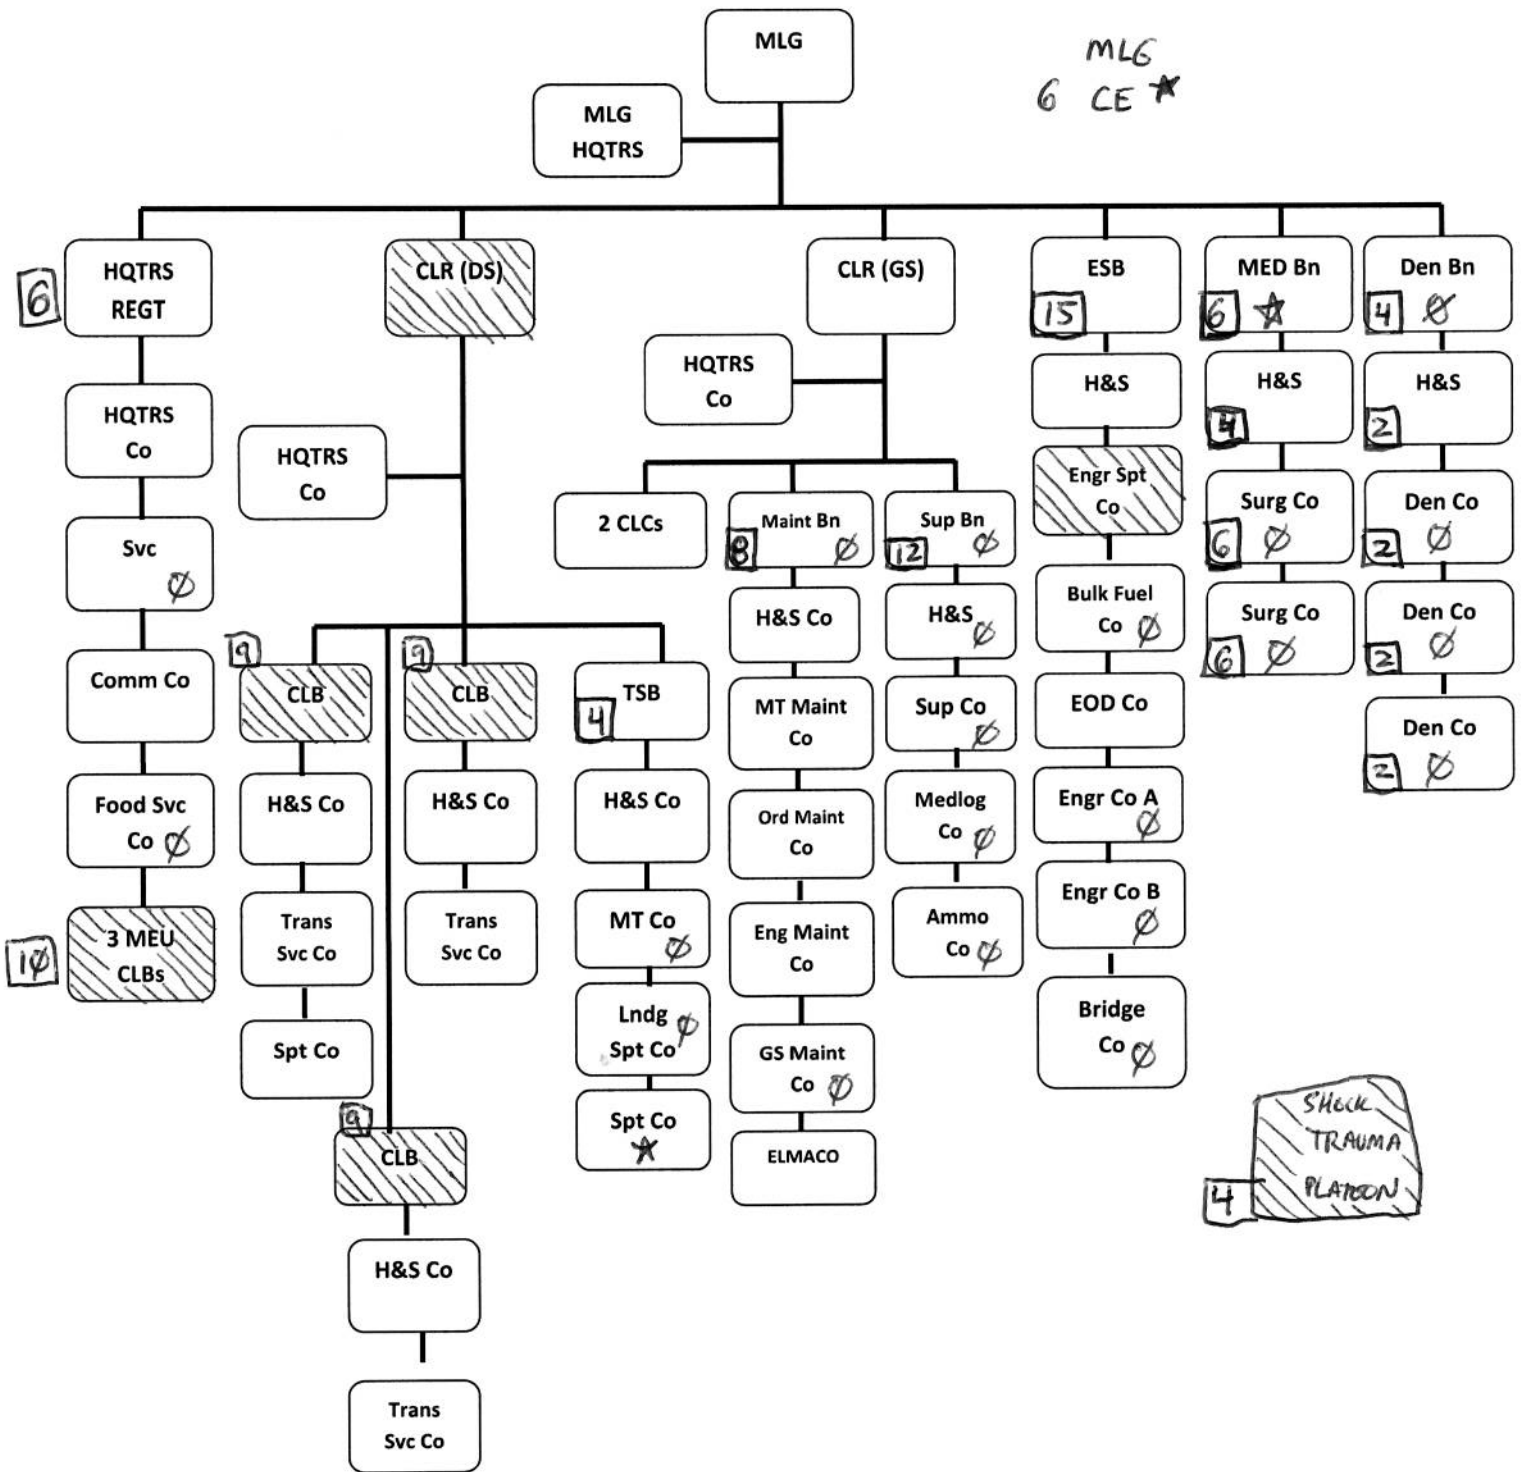 MLG
MLG
6 CE ★
MLG
HQTRS
HQTRS
REGT
6
HQTRS
Co
Svc
Ø
Comm Co
Food Svc
Co Ø
3 MEU
CLBs
1Ø
CLR (DS)
HQTRS
Co
9
CLB
H&S Co
Trans
Svc Co
Spt Co
9
CLB
H&S Co
Trans
Svc Co
9
CLB
H&S Co
Trans
Svc Co
TSB
4
H&S Co
MT Co
Ø
Lndg Ø
Spt Co
Spt Co
★
CLR (GS)
HQTRS
Co
2 CLCs
Maint Bn
8 Ø
H&S Co
MT Maint
Co
Ord Maint
Co
Eng Maint
Co
GS Maint
Co Ø
ELMACO
Sup Bn
12 Ø
H&S Ø
Sup Co
Ø
Medlog
Co Ø
Ammo
Co Ø
ESB
15
H&S
Engr Spt
Co
Bulk Fuel
Co Ø
EOD Co
Engr Co A
Ø
Engr Co B
Ø
Bridge
Co Ø
MED Bn
6 ☆
H&S
4
Surg Co
6 Ø
Surg Co
6 Ø
Den Bn
4 Ø
H&S
2
Den Co
2 Ø
Den Co
2 Ø
Den Co
2 Ø
SHOCK
TRAUMA
4 PLATOON